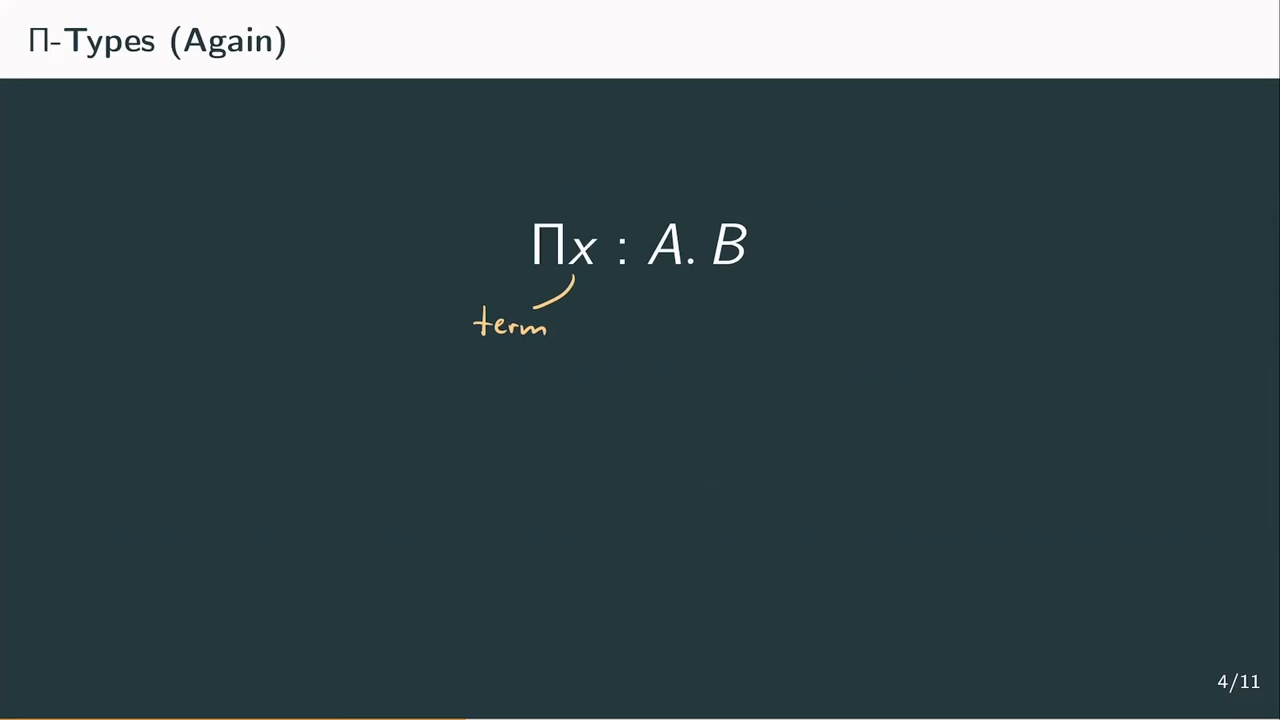 Π-Types (Again)
Πx : A. B
term
4/11